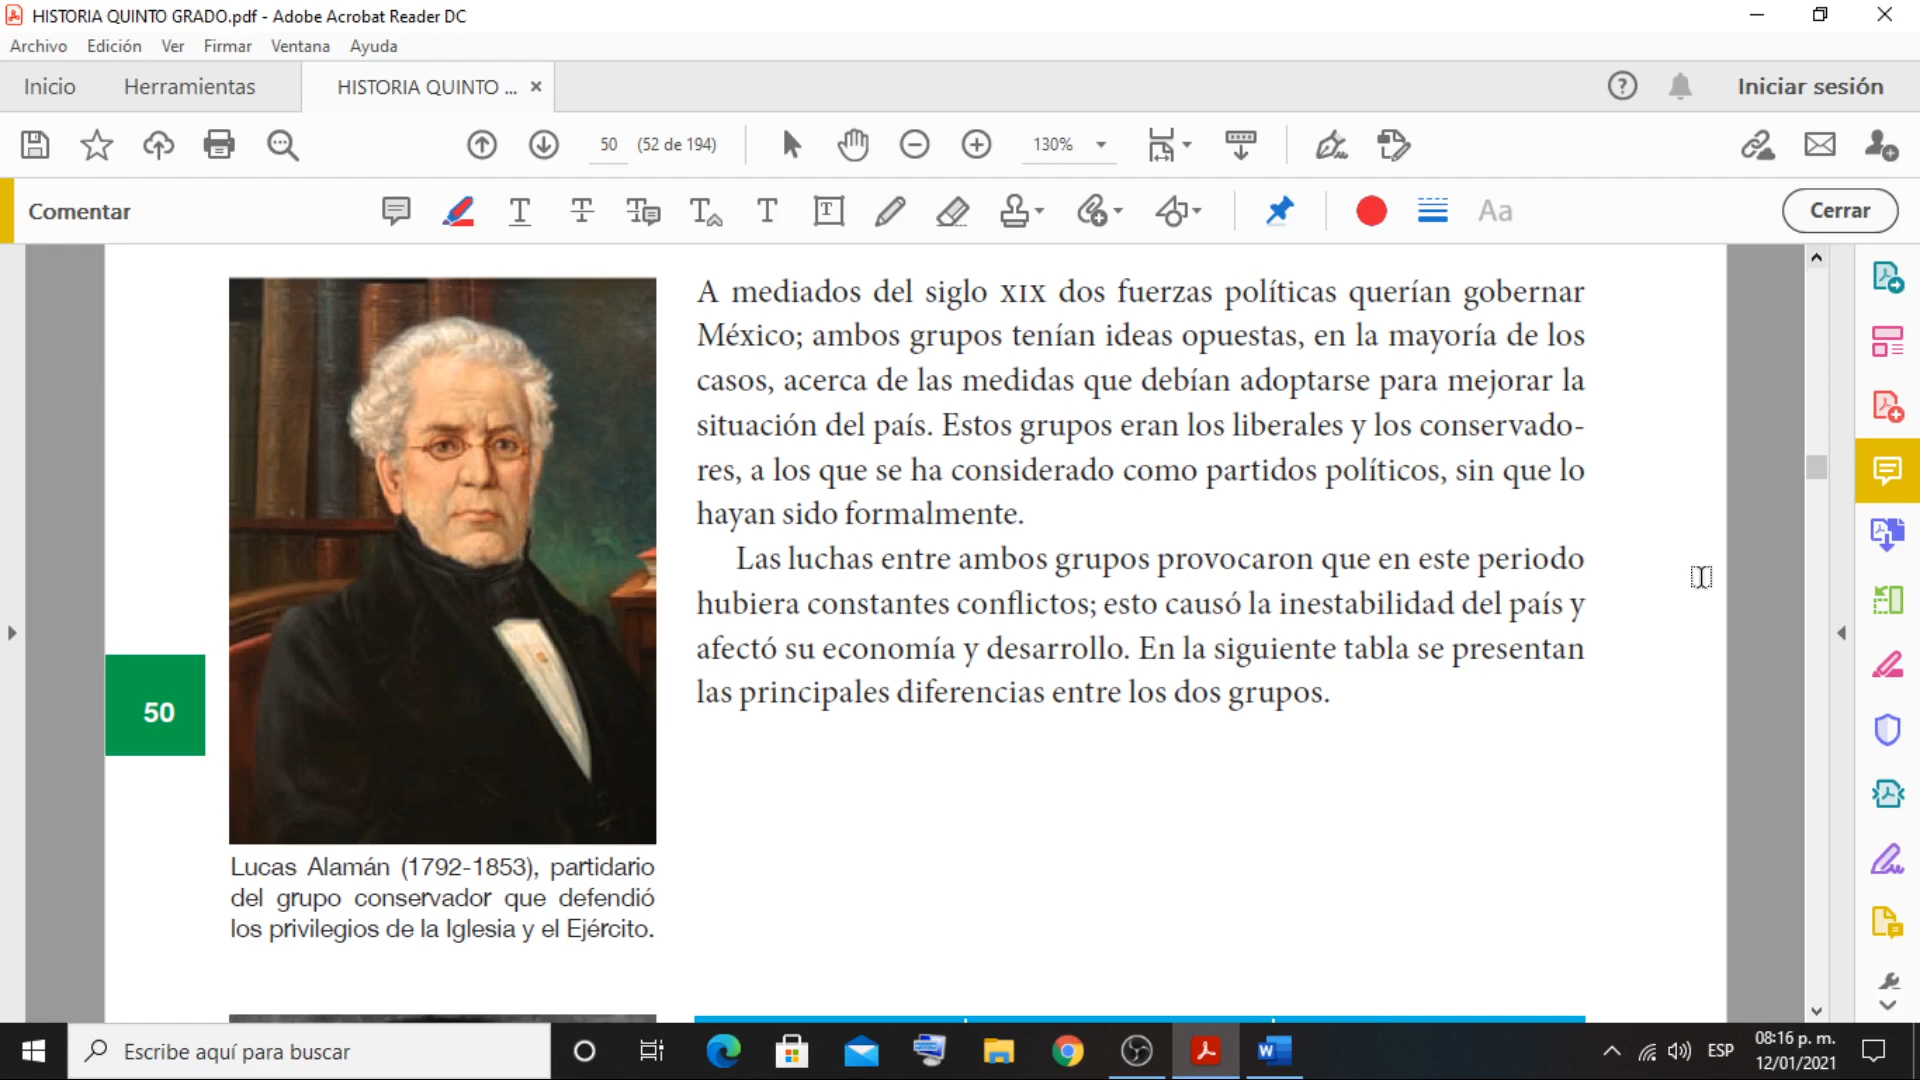 HISTORIA QUINTO GRADO.pdf - Adobe Acrobat Reader DC
Archivo Edición Ver Firmar Ventana Ayuda
Inicio Herramientas HISTORIA QUINTO ... × Iniciar sesión
50 (52 de 194) 130%
Comentar Aa Cerrar
A mediados del siglo XIX dos fuerzas políticas querían gobernar
México; ambos grupos tenían ideas opuestas, en la mayoría de los
casos, acerca de las medidas que debían adoptarse para mejorar la
situación del país. Estos grupos eran los liberales y los conservado-
res, a los que se ha considerado como partidos políticos, sin que lo
hayan sido formalmente.
Las luchas entre ambos grupos provocaron que en este periodo
hubiera constantes conflictos; esto causó la inestabilidad del país y
afectó su economía y desarrollo. En la siguiente tabla se presentan
las principales diferencias entre los dos grupos.
50
Lucas Alamán (1792-1853), partidario
del grupo conservador que defendió
los privilegios de la Iglesia y el Ejército.
Escribe aquí para buscar
ESP
08:16 p. m.
12/01/2021